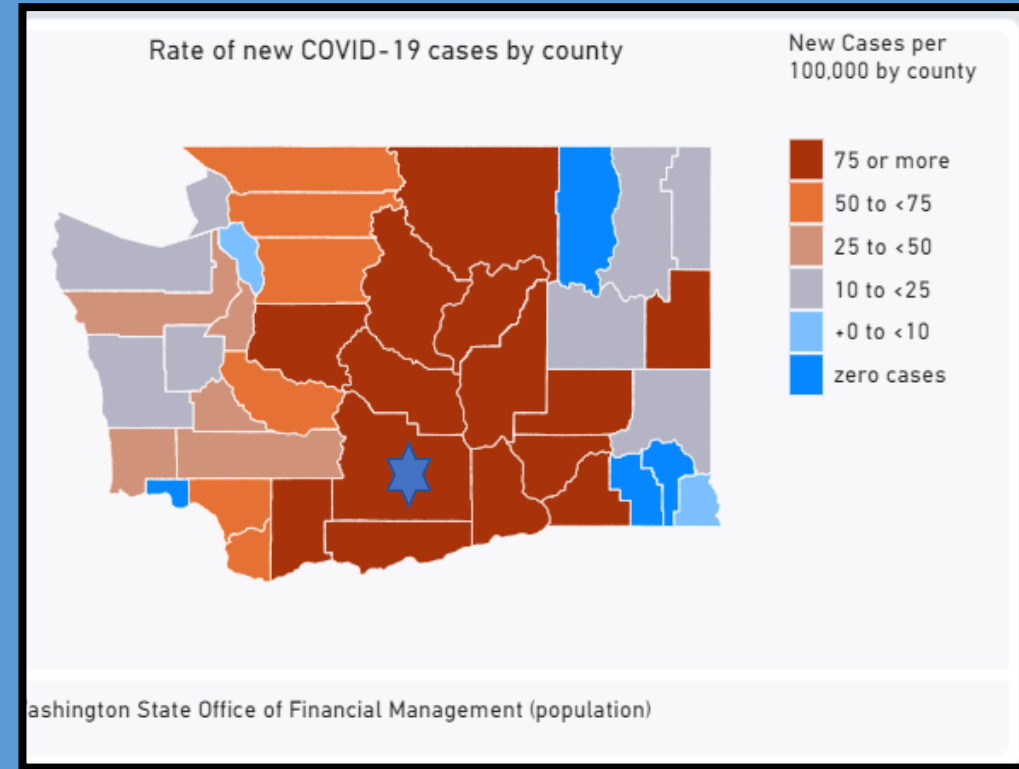 Rate of new COVID-19 cases by county
New Cases per
100,000 by county
75 or more
50 to <75
25 to <50
10 to <25
+0 to <10
zero cases
ashington State Office of Financial Management (population)